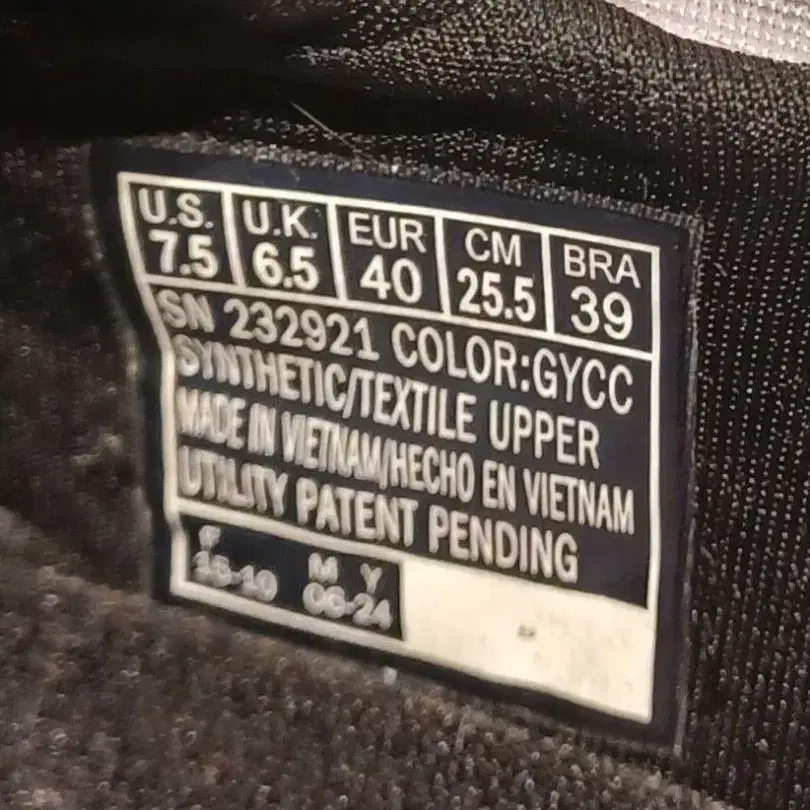 U.S. U.K. EUR CM BRA
7.5 6.5 40 25.5 39
SN 232921 COLOR:GYCC
SYNTHETIC/TEXTILE UPPER
MADE IN VIETNAM/HECHO EN VIETNAM
UTILITY PATENT PENDING
F M Y
06-24